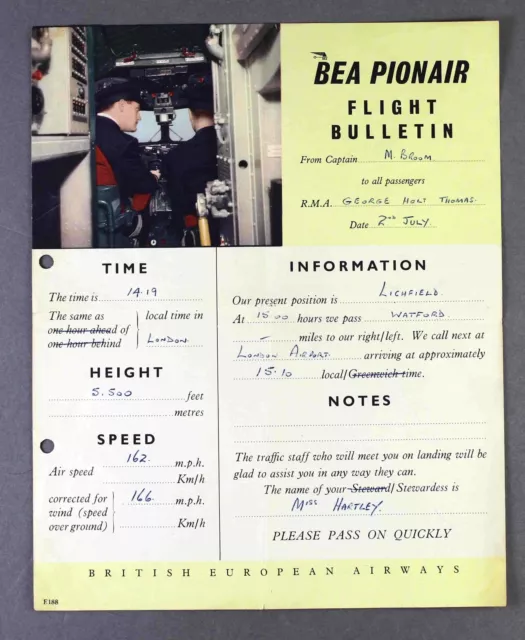 BEA PIONAIR
FLIGHT
BULLETIN
From Captain M. BROOM.
to all passengers
R.M.A. GEORGE HOLT THOMAS.
Date 2nd JULY.
TIME
The time is 14.19
The same as
one hour ahead of
one hour behind
local time in
LONDON
HEIGHT
5.500 feet
metres
SPEED
Air speed 162. m.p.h.
Km/h
corrected for
wind (speed
over ground)
166. m.p.h.
Km/h
INFORMATION
Our present position is LICHFIELD.
At 15.00 hours we pass WATFORD.
- miles to our right/left. We call next at
LONDON AIRPORT. arriving at approximately
15.10 local/Greenwich time.
NOTES
The traffic staff who will meet you on landing will be
glad to assist you in any way they can.
The name of your Steward/Stewardess is
MISS HARTLEY.
PLEASE PASS ON QUICKLY
BRITISH EUROPEAN AIRWAYS
F188